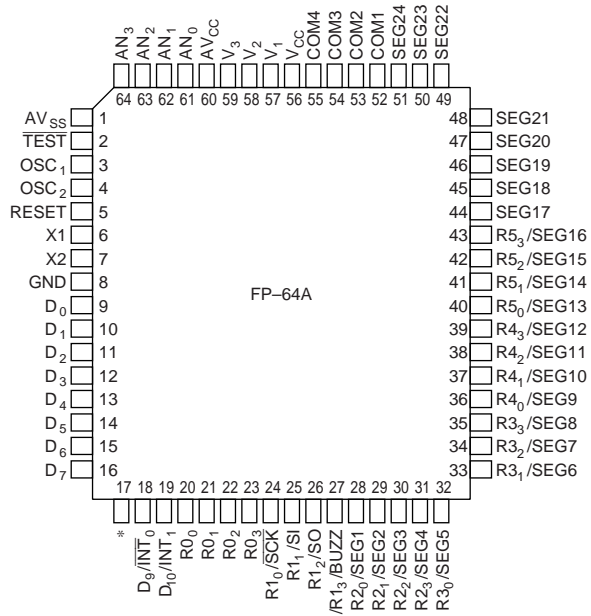 AN3 AN2 AN1 AN0 AVCC V3 V2 V1 VCC COM4 COM3 COM2 COM1 SEG24 SEG23 SEG22
64 63 62 61 60 59 58 57 56 55 54 53 52 51 50 49
AVSS 1 48 SEG21
TEST 2 47 SEG20
OSC1 3 46 SEG19
OSC2 4 45 SEG18
RESET 5 44 SEG17
X1 6 43 R53/SEG16
X2 7 42 R52/SEG15
GND 8 41 R51/SEG14
FP–64A
D0 9 40 R50/SEG13
D1 10 39 R43/SEG12
D2 11 38 R42/SEG11
D3 12 37 R41/SEG10
D4 13 36 R40/SEG9
D5 14 35 R33/SEG8
D6 15 34 R32/SEG7
D7 16 33 R31/SEG6
17 18 19 20 21 22 23 24 25 26 27 28 29 30 31 32
* D9/INT0 D10/INT1 R00 R01 R02 R03 R10/SCK R11/SI R12/SO /R13/BUZZ R20/SEG1 R21/SEG2 R22/SEG3 R23/SEG4 R30/SEG5